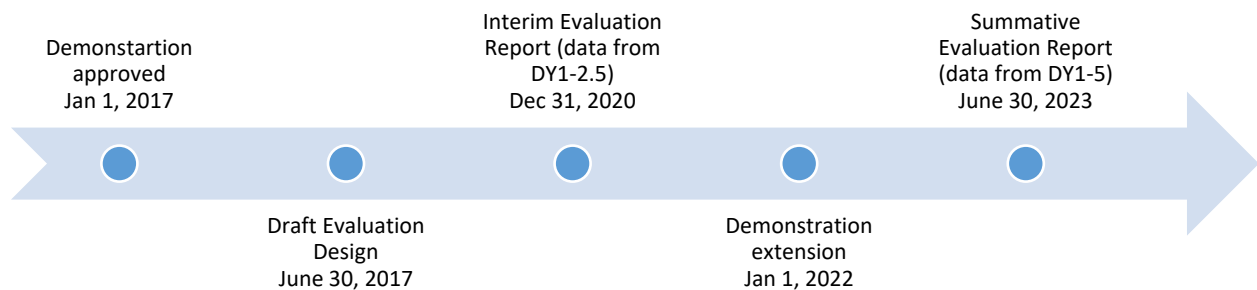 Demonstartion
approved
Jan 1, 2017
Draft Evaluation
Design
June 30, 2017
Interim Evaluation
Report (data from
DY1-2.5)
Dec 31, 2020
Demonstration
extension
Jan 1, 2022
Summative
Evaluation Report
(data from DY1-5)
June 30, 2023